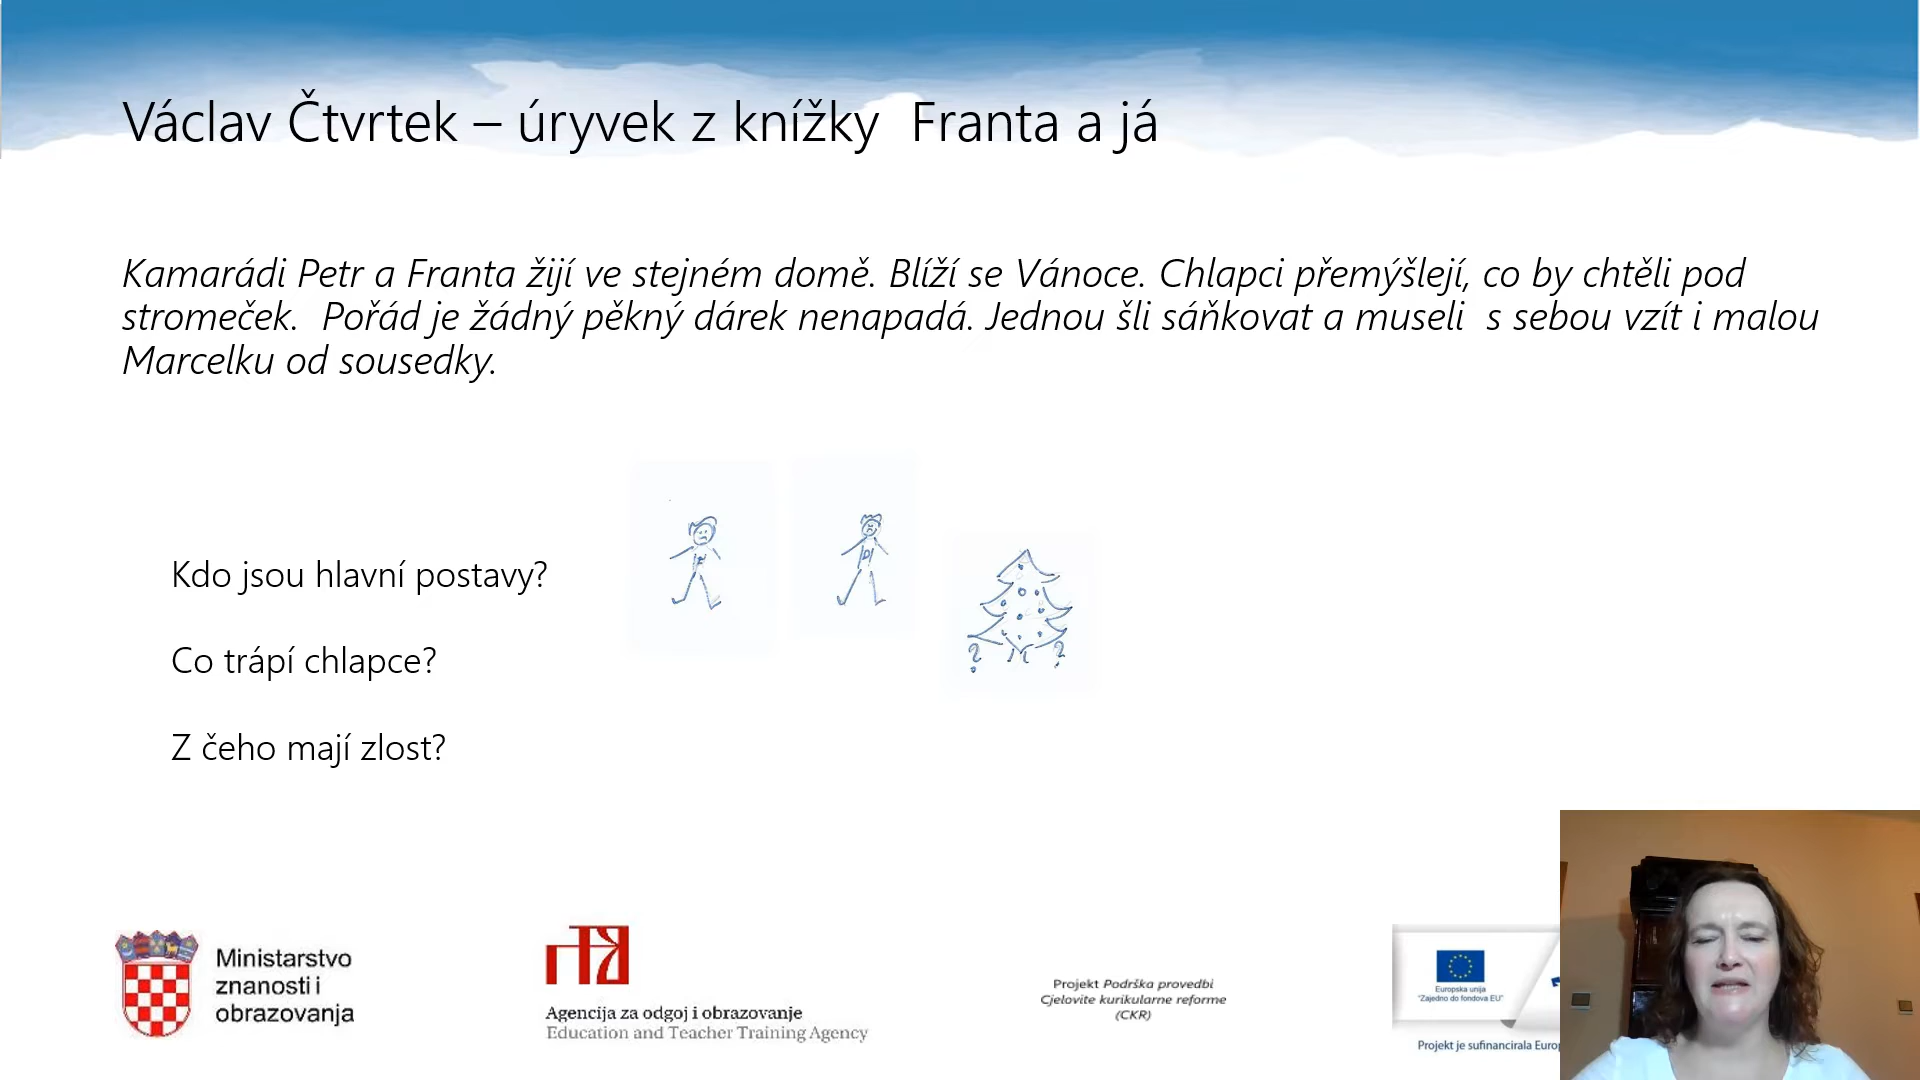 Václav Čtvrtek – úryvek z knížky  Franta a já
Kamarádi Petr a Franta žijí ve stejném domě. Blíží se Vánoce. Chlapci přemýšlejí, co by chtěli pod
stromeček.  Pořád je žádný pěkný dárek nenapadá. Jednou šli sáňkovat a museli  s sebou vzít i malou
Marcelku od sousedky.
Kdo jsou hlavní postavy?
Co trápí chlapce?
Z čeho mají zlost?
F
P
? ?
Ministarstvo
znanosti i
obrazovanja
Agencija za odgoj i obrazovanje
Education and Teacher Training Agency
Projekt Podrška provedbi
Cjelovite kurikularne reforme
(CKR)
Europska unija
"Zajedno do fondova EU"
Projekt je sufinancirala